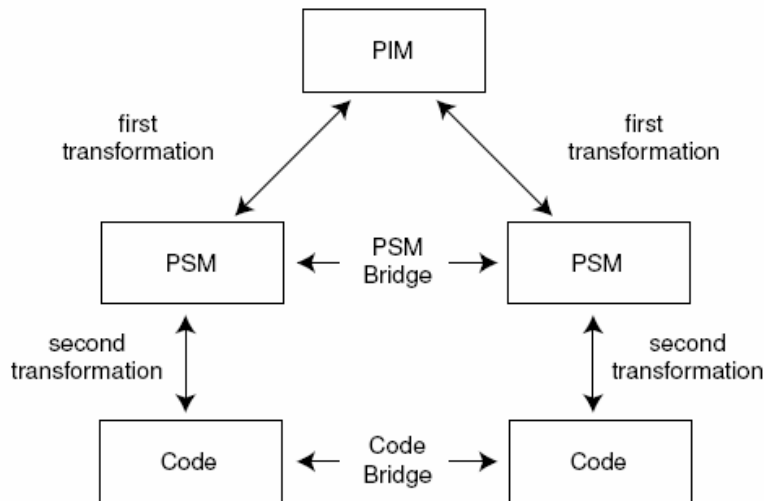 PIM
first
transformation
first
transformation
PSM
PSM
Bridge
PSM
second
transformation
second
transformation
Code
Code
Bridge
Code